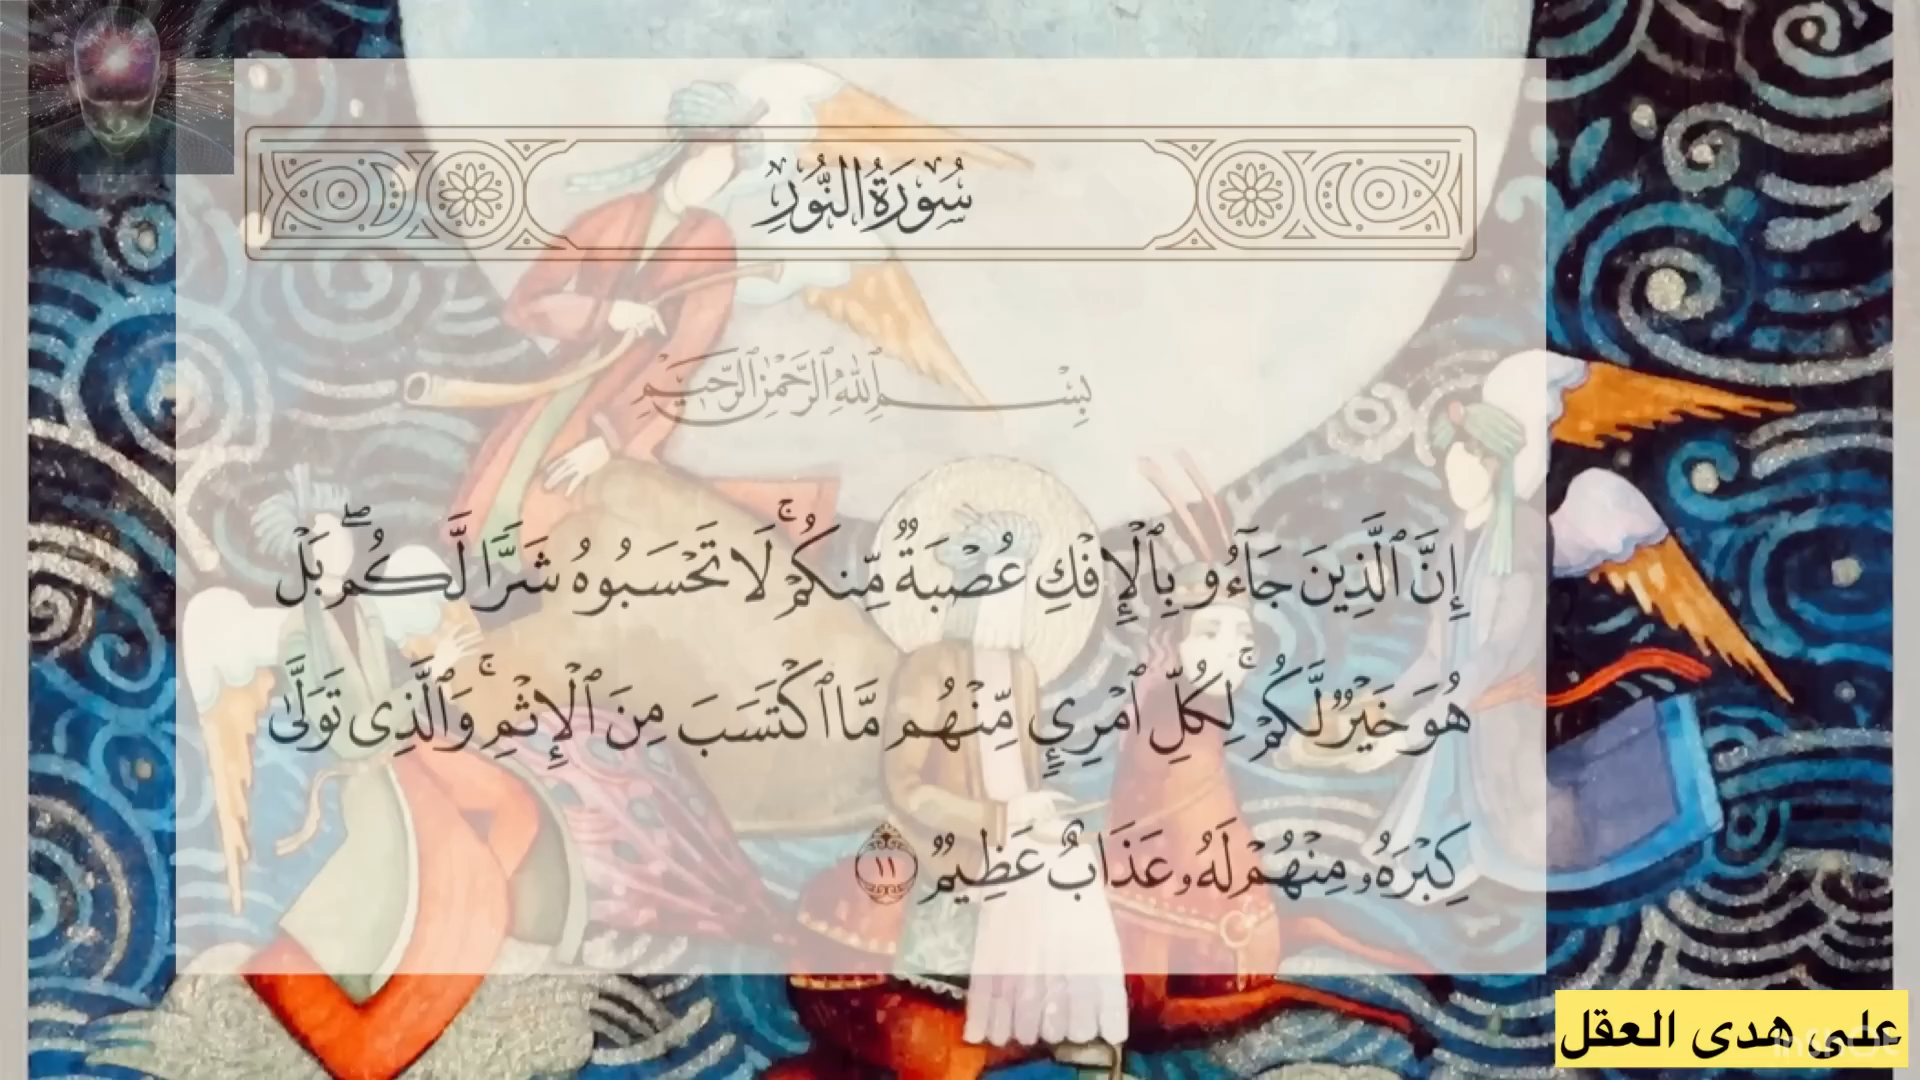 سُورَةُ النُّورِ
بِسْمِ ٱللَّهِ ٱلرَّحْمَٰنِ ٱلرَّحِيمِ
إِنَّ ٱلَّذِينَ جَآءُو بِٱلْإِفْكِ عُصْبَةٌ مِّنكُمْ ۚ لَا تَحْسَبُوهُ شَرًّا لَّكُم ۖ بَلْ
هُوَ خَيْرٌ لَّكُمْ ۚ لِكُلِّ ٱمْرِئٍ مِّنْهُم مَّا ٱكْتَسَبَ مِنَ ٱلْإِثْمِ ۚ وَٱلَّذِى تَوَلَّىٰ
كِبْرَهُۥ مِنْهُمْ لَهُۥ عَذَابٌ عَظِيمٌ ١١
على هدى العقل